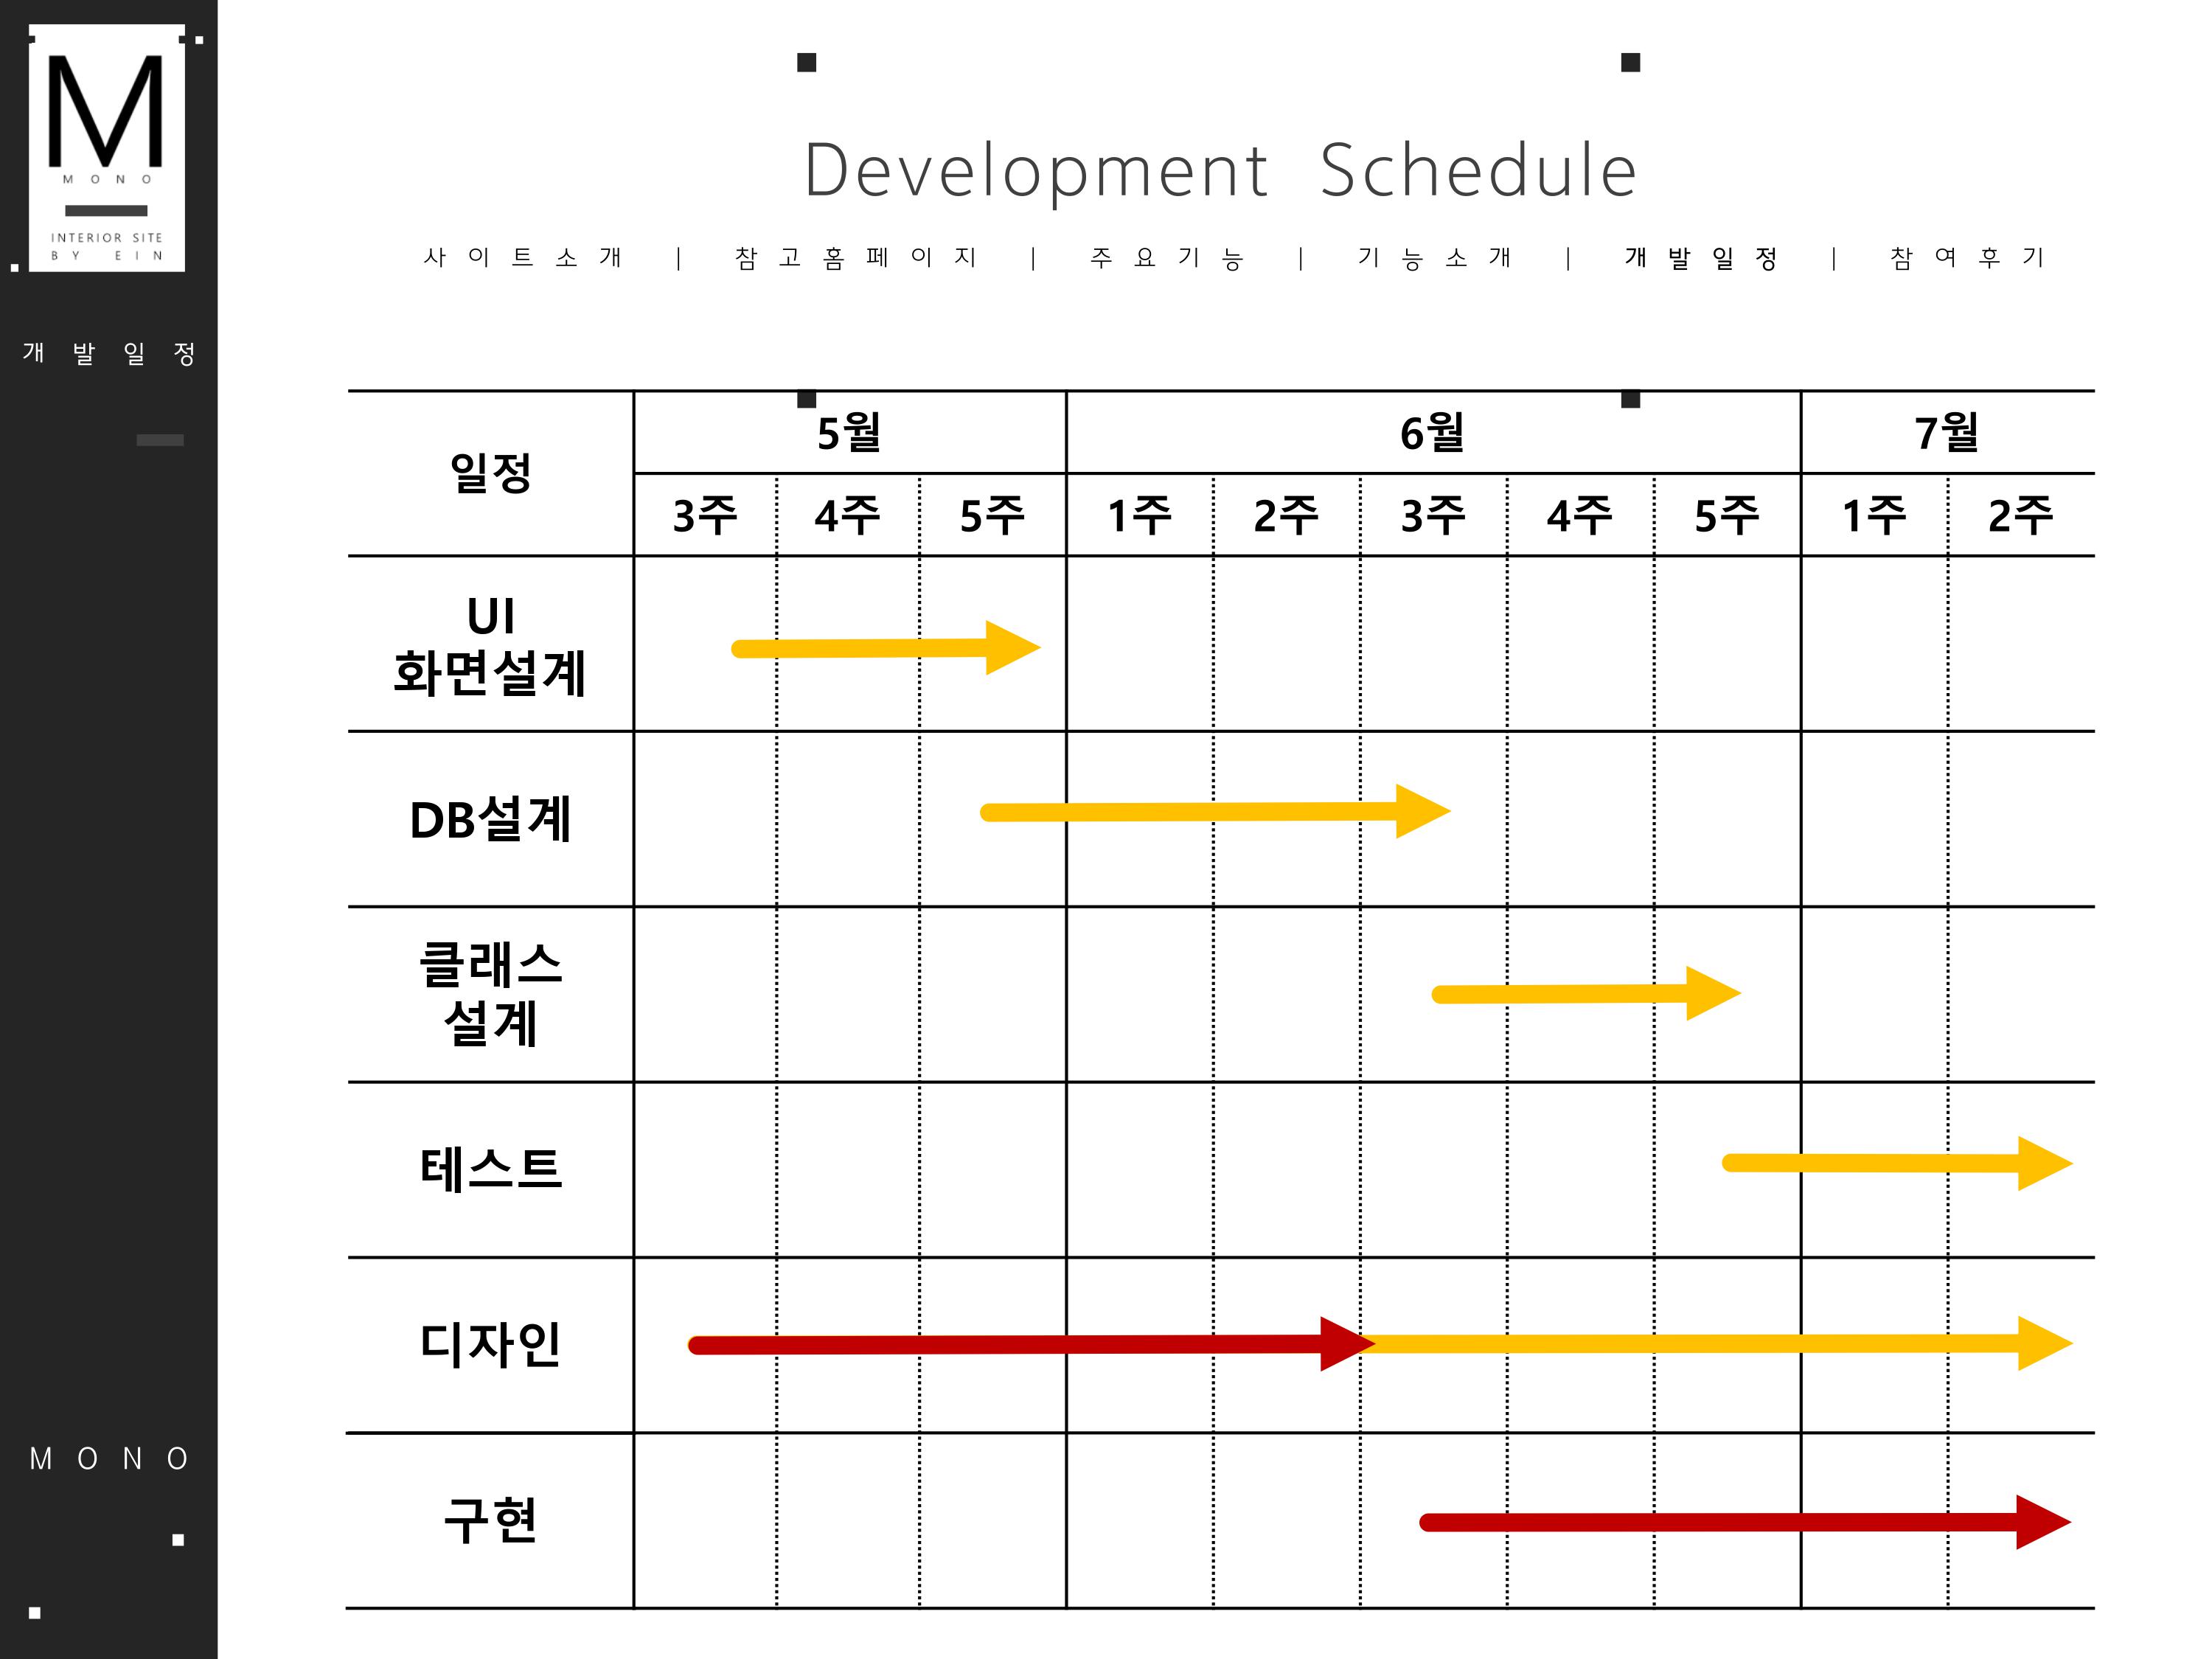 M
MONO
INTERIOR SITE
BY EIN
개발일정
MONO
Development Schedule
사이트소개 | 참고홈페이지 | 주요기능 | 기능소개 | 개발일정 | 참여후기
일정
5월 6월 7월
3주 4주 5주 1주 2주 3주 4주 5주 1주 2주
UI
화면설계
DB설계
클래스
설계
테스트
디자인
구현